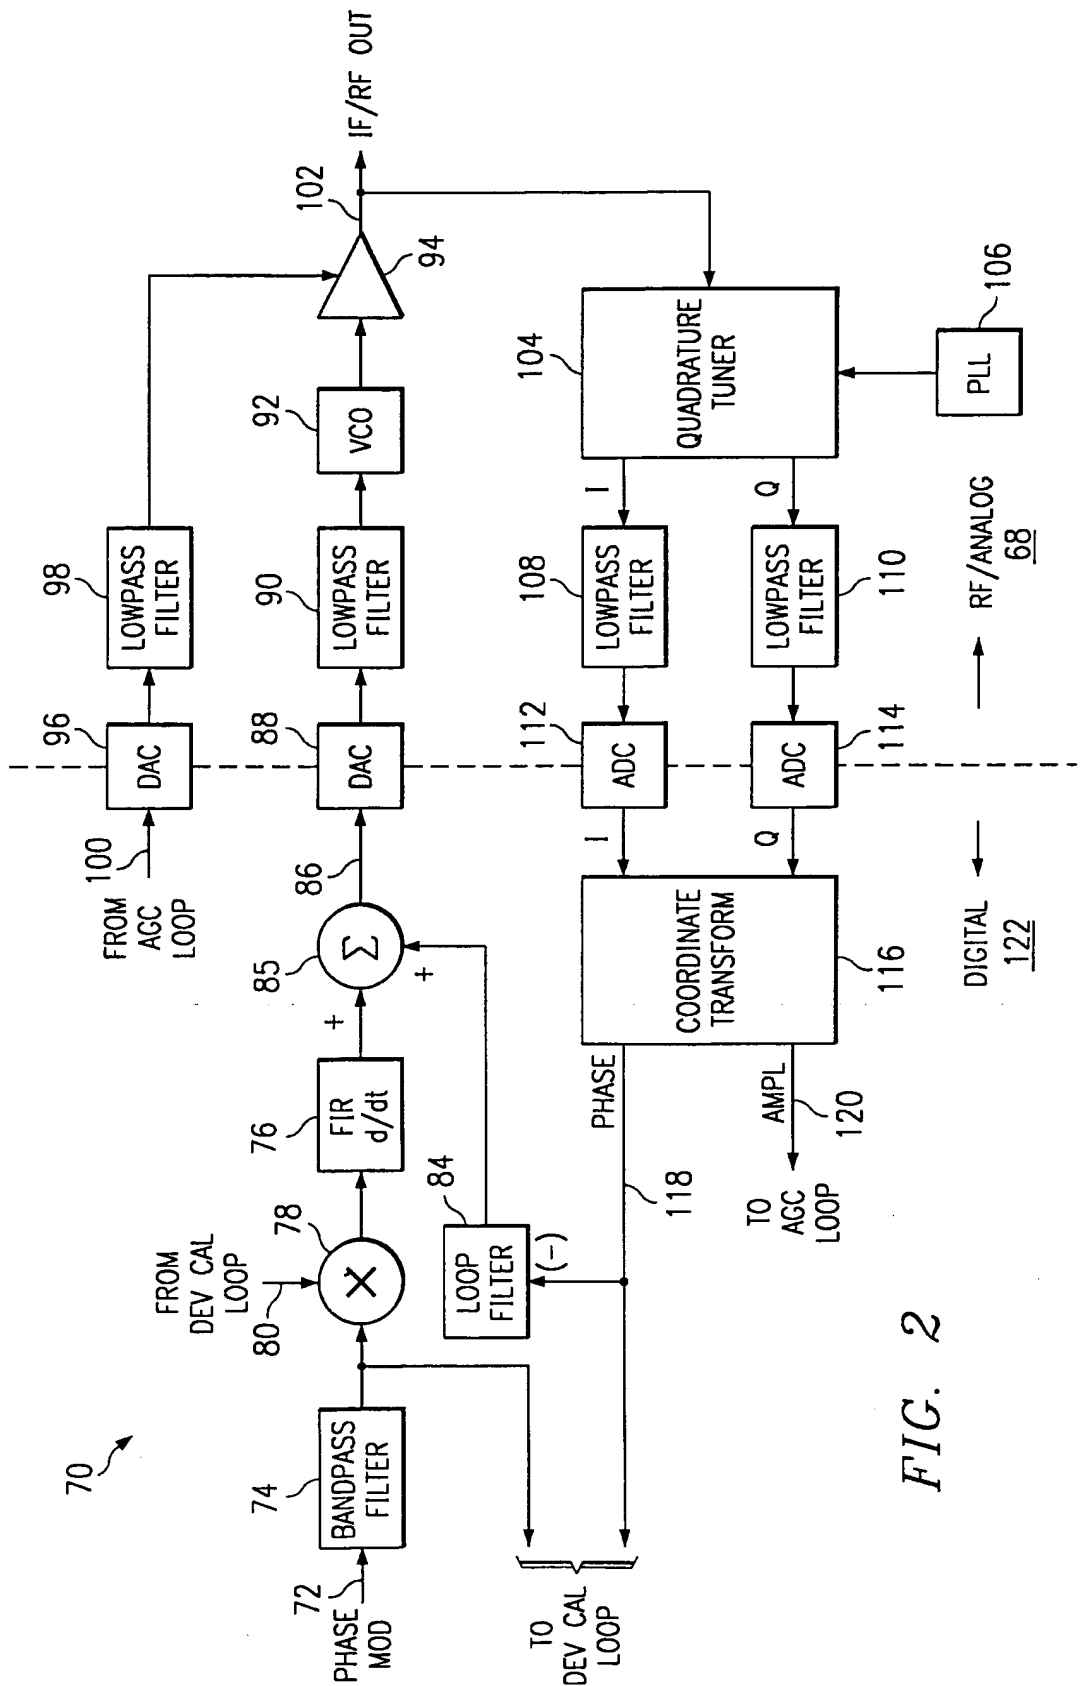 70
PHASE
MOD
72
BANDPASS
FILTER
74
FROM
DEV CAL
LOOP
80
78
FIR
d/dt
76
+
Σ
85
+
86
LOOP
FILTER
84
(-)
FROM
AGC
LOOP
100
DAC
96
LOWPASS
FILTER
98
DAC
88
LOWPASS
FILTER
90
VCO
92
94
102
IF/RF OUT
QUADRATURE
TUNER
104
PLL
106
I
Q
LOWPASS
FILTER
108
LOWPASS
FILTER
110
ADC
112
ADC
114
I
Q
COORDINATE
TRANSFORM
116
PHASE
118
AMPL
120
TO
AGC
LOOP
TO
DEV CAL
LOOP
DIGITAL
122
RF/ANALOG
68
FIG. 2